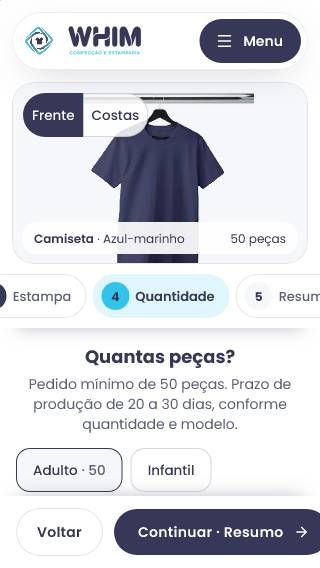 WHIM
CONFECÇÃO E ESTAMPARIA
Menu
Frente
Costas
Camiseta · Azul-marinho
50 peças
Estampa
4 Quantidade
5 Resum
Quantas peças?
Pedido mínimo de 50 peças. Prazo de
produção de 20 a 30 dias, conforme
quantidade e modelo.
Adulto · 50
Infantil
Voltar
Continuar · Resumo →